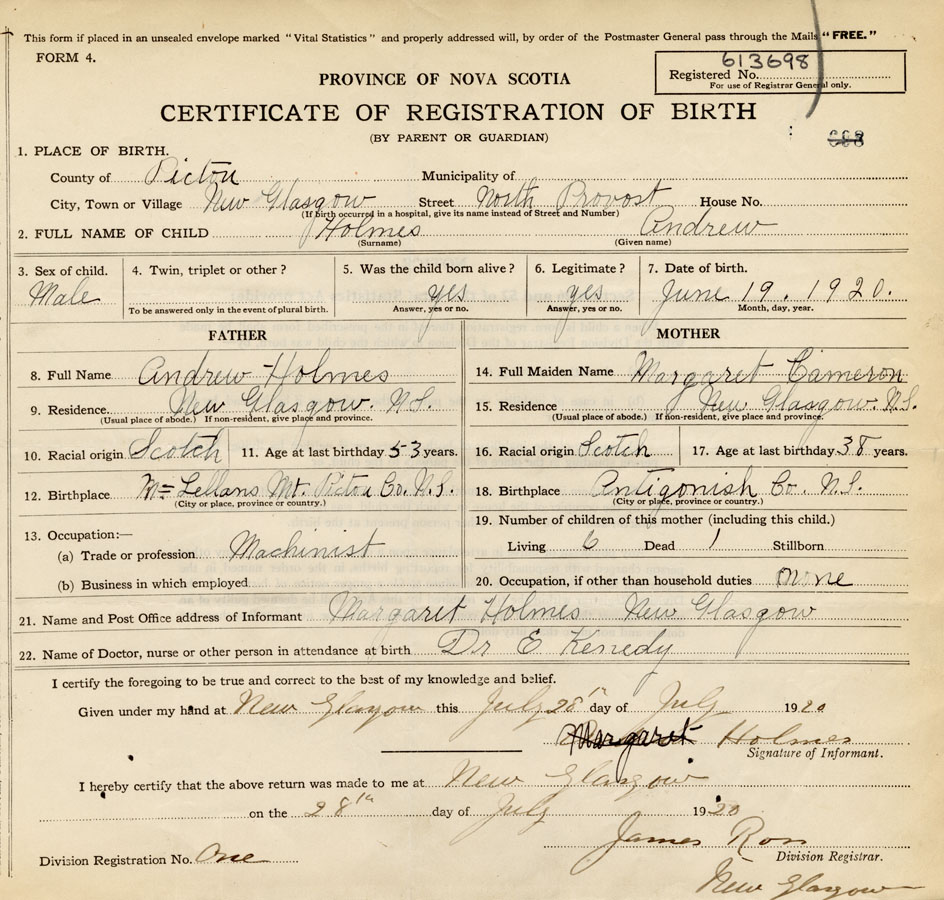 This form if placed in an unsealed envelope marked "Vital Statistics" and properly addressed will, by order of the Postmaster General pass through the Mails "FREE."
FORM 4.
613698
Registered No.
For use of Registrar General only.
PROVINCE OF NOVA SCOTIA
CERTIFICATE OF REGISTRATION OF BIRTH
(BY PARENT OR GUARDIAN)
1. PLACE OF BIRTH.
County of Pictou Municipality of
City, Town or Village New Glasgow Street North Provost House No.
(If birth occurred in a hospital, give its name instead of Street and Number)
2. FULL NAME OF CHILD Holmes Andrew
(Surname) (Given name)
3. Sex of child. 4. Twin, triplet or other? 5. Was the child born alive? 6. Legitimate? 7. Date of birth.
Male yes yes June 19. 1920.
To be answered only in the event of plural birth. Answer, yes or no. Answer, yes or no. Month, day, year.
FATHER MOTHER
8. Full Name Andrew Holmes 14. Full Maiden Name Margaret Cameron
9. Residence. New Glasgow. N.S. 15. Residence New Glasgow. N.S.
(Usual place of abode.) If non-resident, give place and province. (Usual place of abode.) If non-resident, give place and province.
10. Racial origin Scotch 11. Age at last birthday 53 years. 16. Racial origin Scotch 17. Age at last birthday 38 years.
12. Birthplace Mc Lellans Mt. Pictou Co. N.S. 18. Birthplace Antigonish Co. N.S.
(City or place, province or country.) (City or place, province or country.)
13. Occupation:— 19. Number of children of this mother (including this child.)
(a) Trade or profession Machinist Living 6 Dead 1 Stillborn
(b) Business in which employed 20. Occupation, if other than household duties none
21. Name and Post Office address of Informant Margaret Holmes New Glasgow
22. Name of Doctor, nurse or other person in attendance at birth Dr E Kenedy
I certify the foregoing to be true and correct to the best of my knowledge and belief.
Given under my hand at New Glasgow this July 28th day of July 1920
Margaret Holmes
Signature of Informant.
I hereby certify that the above return was made to me at New Glasgow
on the 28th day of July 1920
James Ross
Division Registration No. One Division Registrar.
New Glasgow